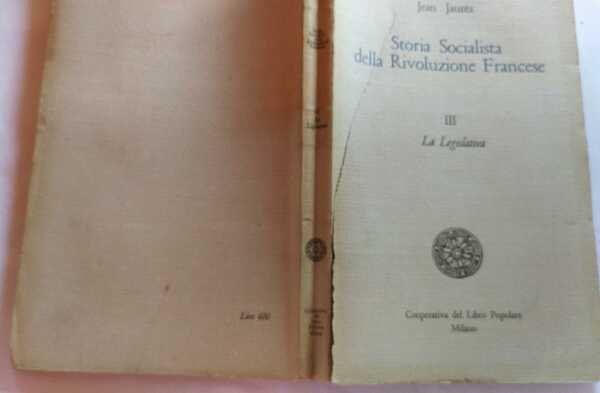 Jean Jaurès
Storia Socialista
della Rivoluzione Francese
III
La Legislativa
Cooperativa del Libro Popolare
Milano
Lire 600